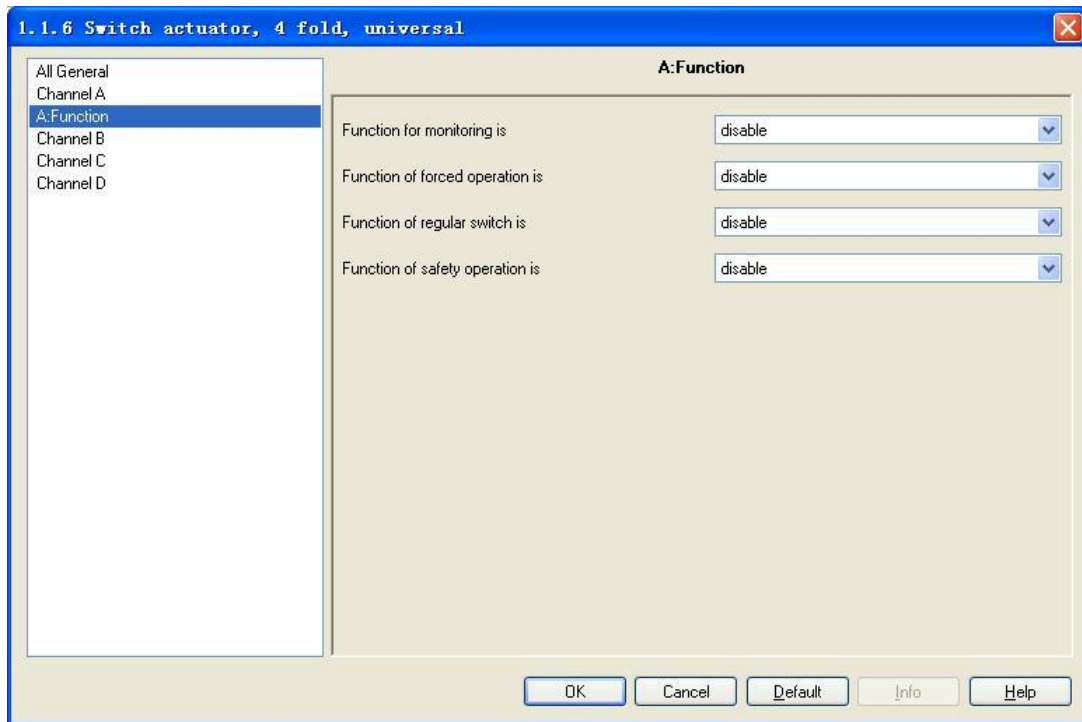 1.1.6 Switch actuator, 4 fold, universal
All General
Channel A
A:Function
Channel B
Channel C
Channel D
A:Function
Function for monitoring is disable
Function of forced operation is disable
Function of regular switch is disable
Function of safety operation is disable
OK Cancel Default Info Help